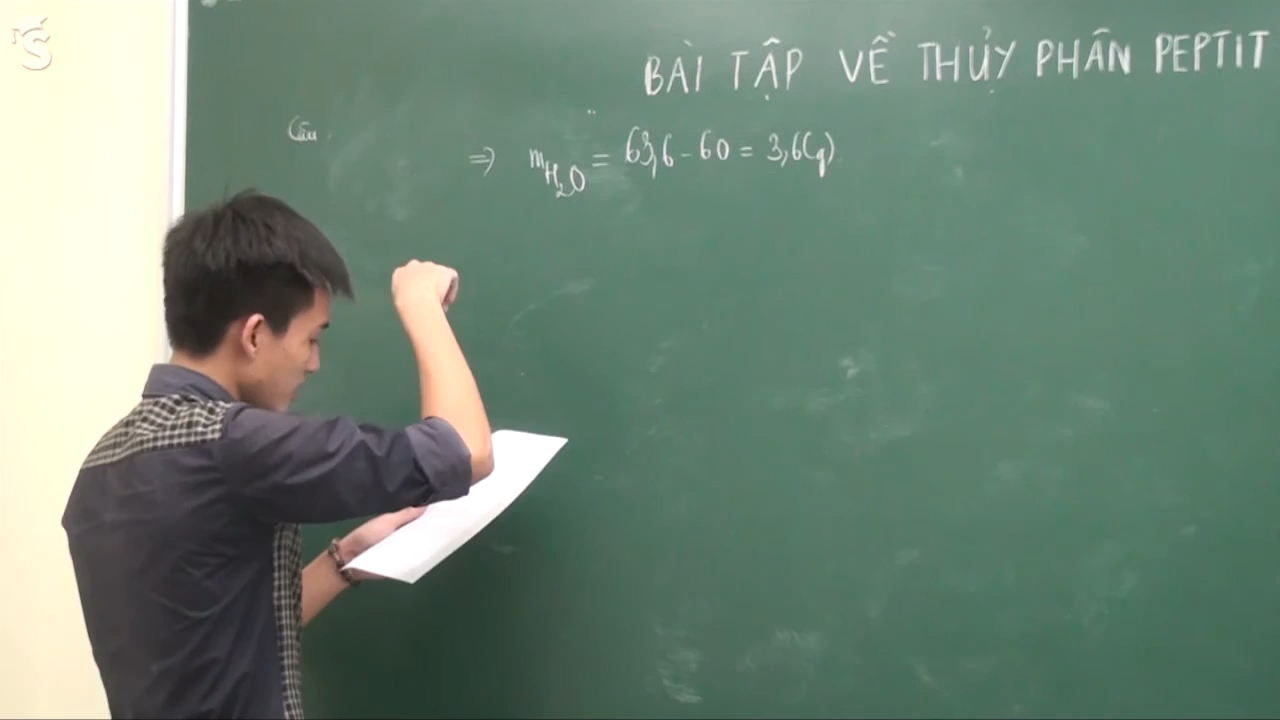 BÀI TẬP VỀ THỦY PHÂN PEPTIT
Câu
⇒ mH₂O = 63,6 - 60 = 3,6(g)